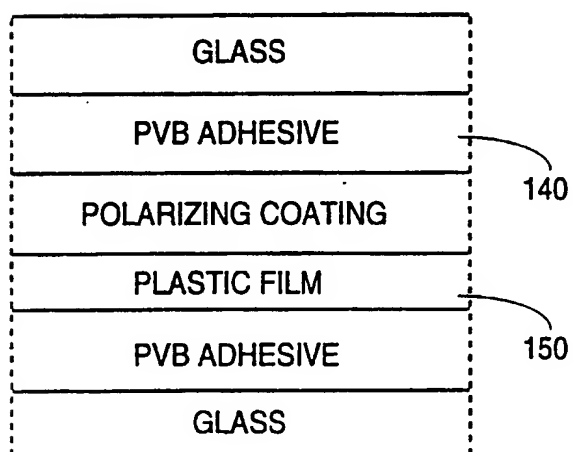 GLASS
PVB ADHESIVE
140
POLARIZING COATING
PLASTIC FILM
150
PVB ADHESIVE
GLASS